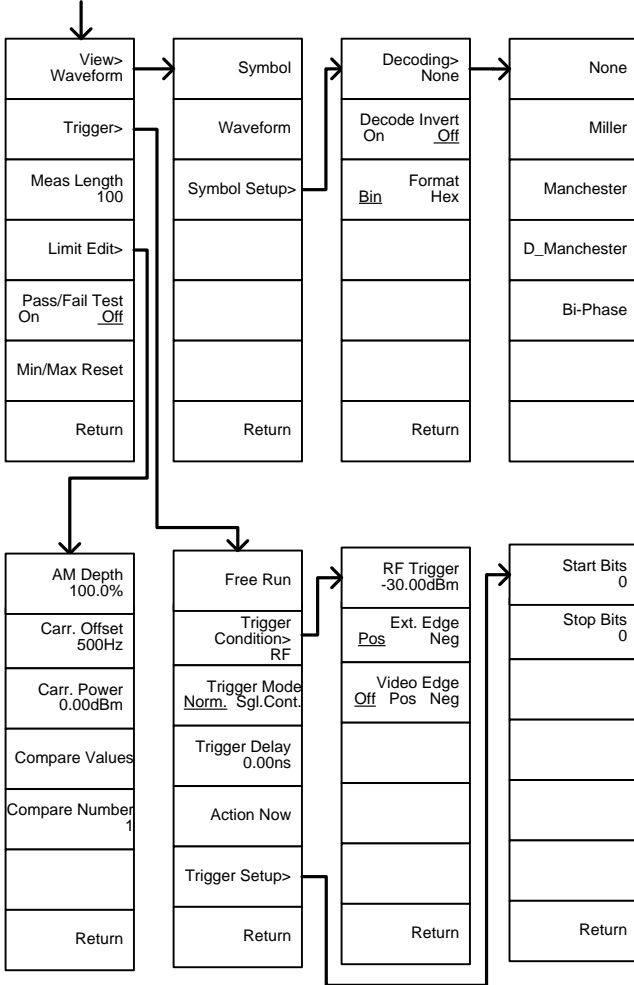 View>
Waveform
Trigger>
Meas Length
100
Limit Edit>
Pass/Fail Test
On Off
Min/Max Reset
Return
Symbol
Waveform
Symbol Setup>
Return
Decoding>
None
Decode Invert
On Off
Format
Bin Hex
Return
None
Miller
Manchester
D_Manchester
Bi-Phase
AM Depth
100.0%
Carr. Offset
500Hz
Carr. Power
0.00dBm
Compare Values
Compare Number
1
Return
Free Run
Trigger
Condition>
RF
Trigger Mode
Norm. Sgl.Cont.
Trigger Delay
0.00ns
Action Now
Trigger Setup>
Return
RF Trigger
-30.00dBm
Ext. Edge
Pos Neg
Video Edge
Off Pos Neg
Return
Start Bits
0
Stop Bits
0
Return